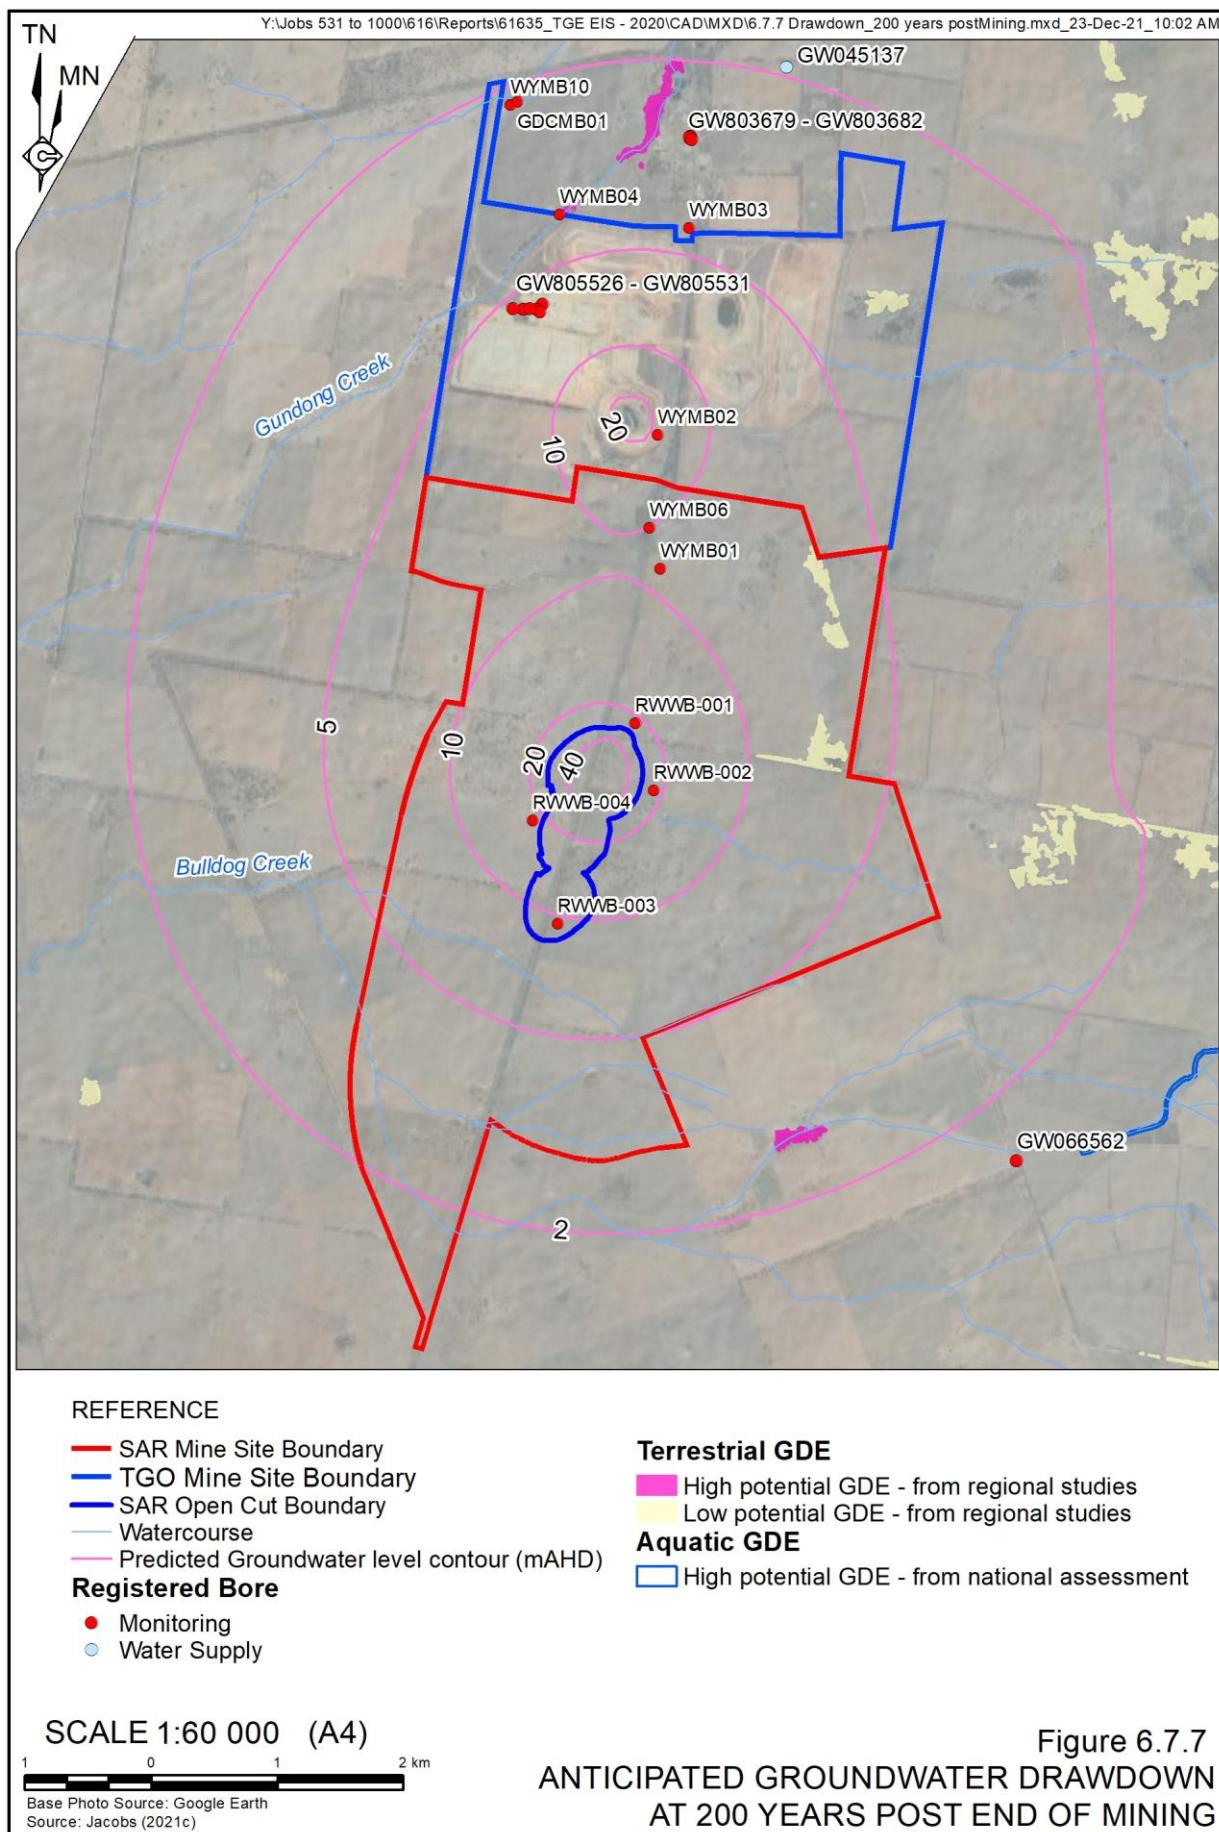 Y:\Jobs 531 to 1000\616\Reports\61635_TGE EIS - 2020\CAD\MXD\6.7.7 Drawdown_200 years postMining.mxd_23-Dec-21_10:02 AM
TN
MN
GW045137
WYMB10
GDCMB01
GW803679 - GW803682
WYMB04
WYMB03
GW805526 - GW805531
Gundong Creek
20
WYMB02
10
WYMB06
WYMB01
RWWB-001
5
10
20
40
RWWB-002
RWWB-004
Bulldog Creek
RWWB-003
GW066562
2
REFERENCE
SAR Mine Site Boundary
TGO Mine Site Boundary
SAR Open Cut Boundary
Watercourse
Predicted Groundwater level contour (mAHD)
Registered Bore
Monitoring
Water Supply
Terrestrial GDE
High potential GDE - from regional studies
Low potential GDE - from regional studies
Aquatic GDE
High potential GDE - from national assessment
SCALE 1:60 000 (A4)
1 0 1 2 km
Base Photo Source: Google Earth
Source: Jacobs (2021c)
Figure 6.7.7
ANTICIPATED GROUNDWATER DRAWDOWN
AT 200 YEARS POST END OF MINING